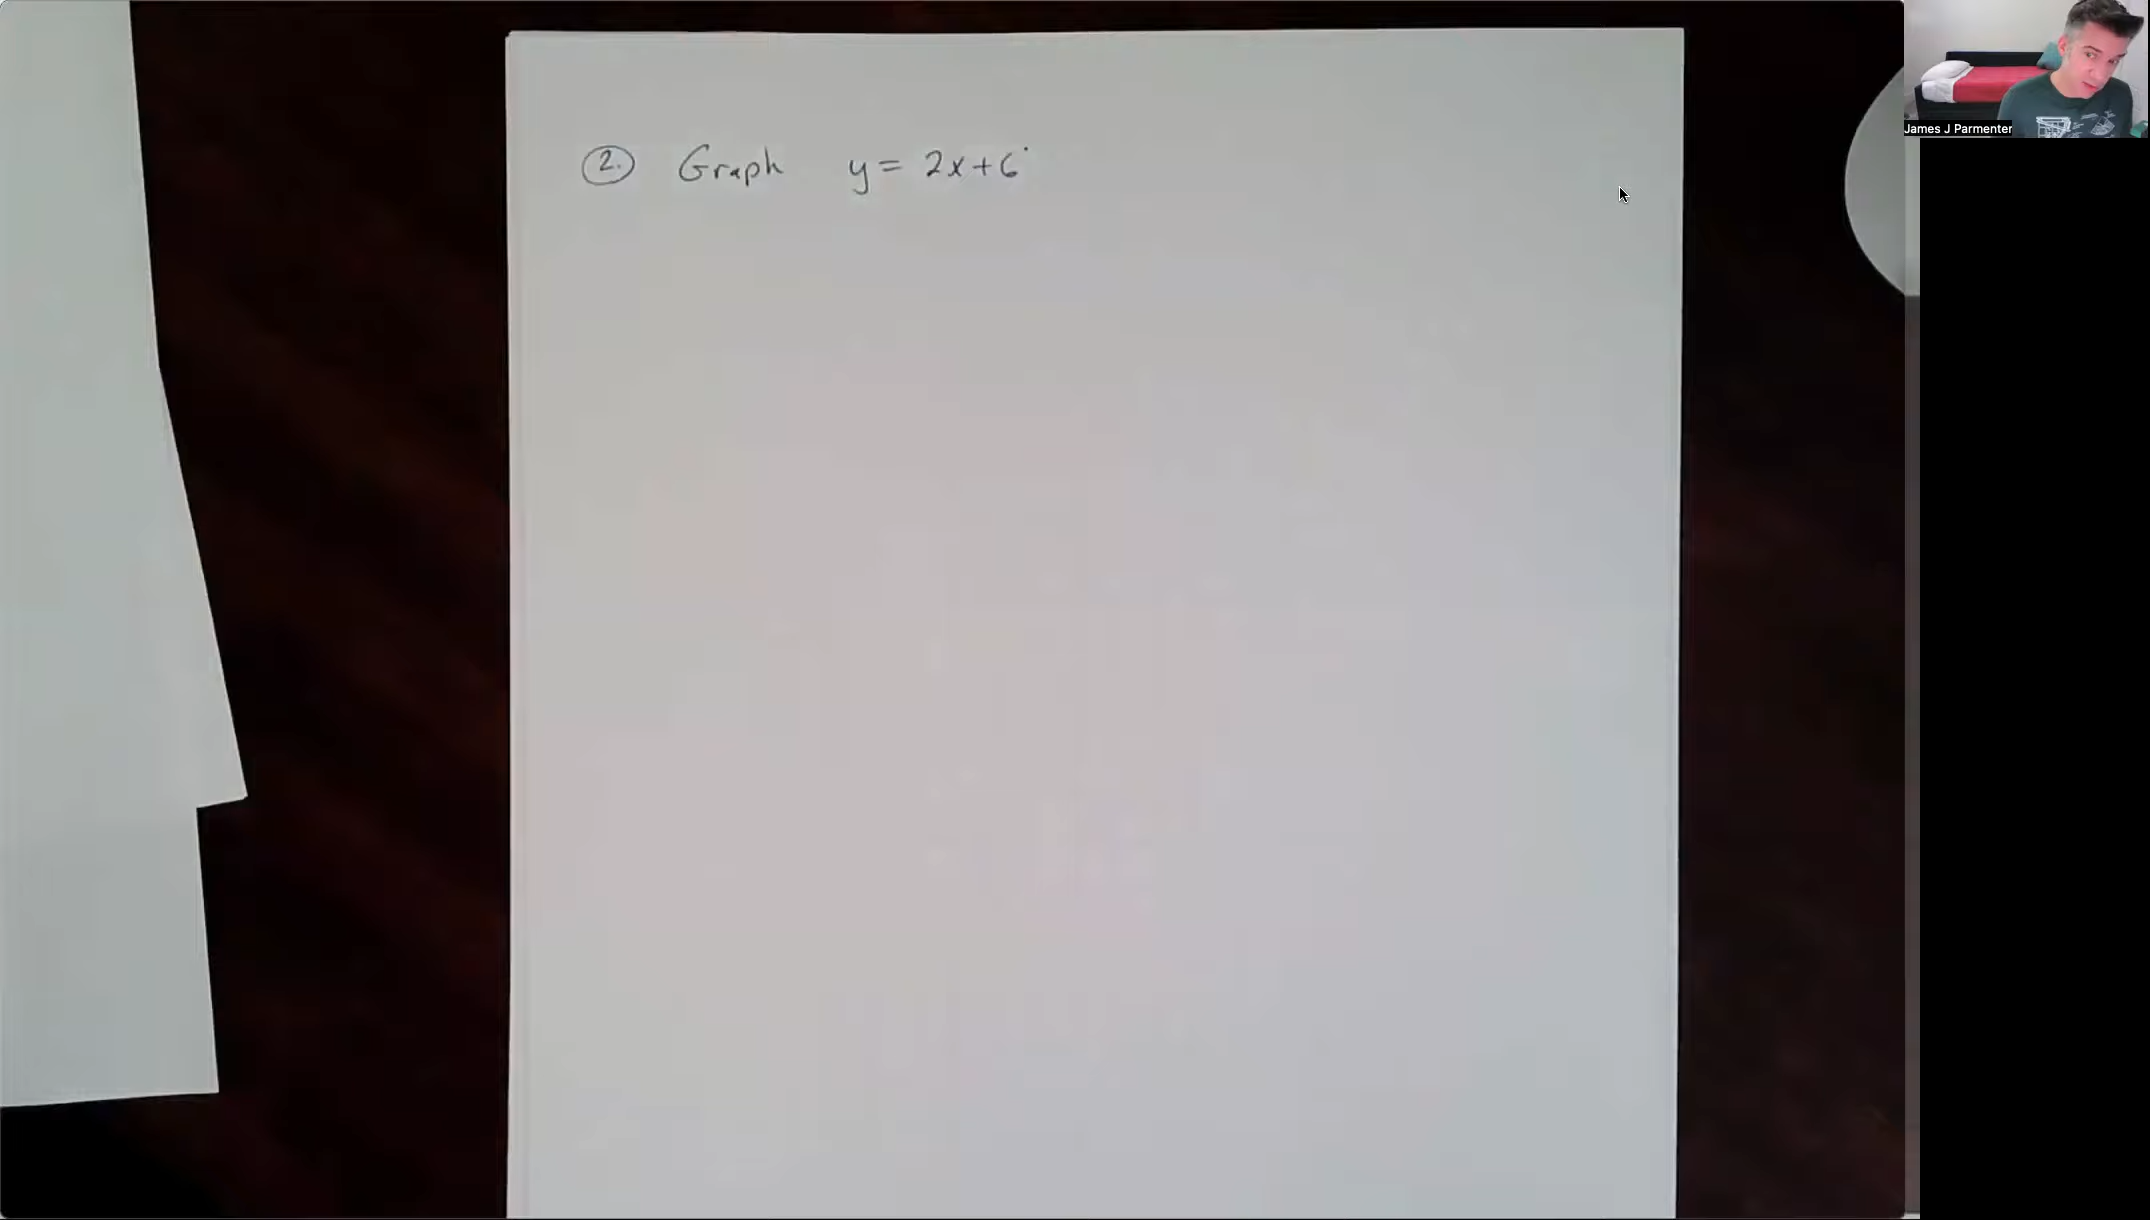 ② Graph y = 2x+6
James J Parmenter